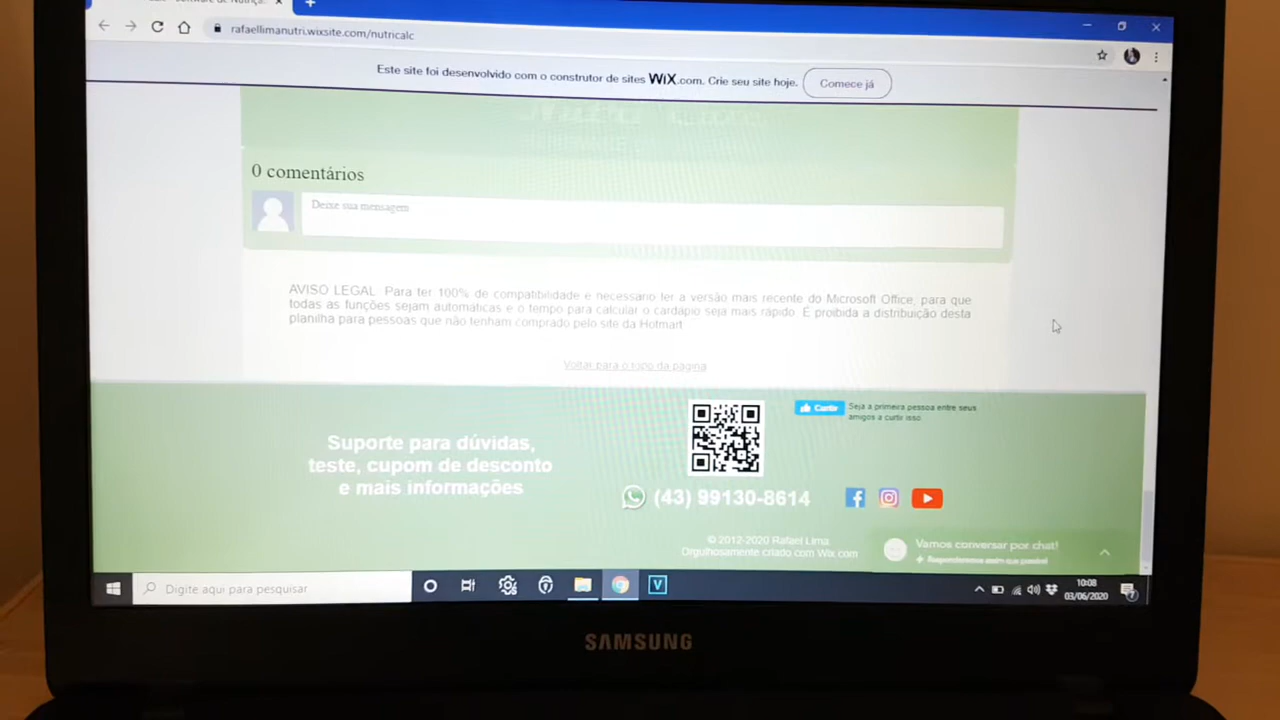 rafaellimanutri.wixsite.com/nutricalc
Este site foi desenvolvido com o construtor de sites WiX.com. Crie seu site hoje.
Comece já
0 comentários
Deixe sua mensagem
AVISO LEGAL: Para ter 100% de compatibilidade é necessário ter a versão mais recente do Microsoft Office, para que
todas as funções sejam automáticas e o tempo para calcular o cardápio seja mais rápido. É proibida a distribuição desta
planilha para pessoas que não tenham comprado pelo site da Hotmart
Voltar para o topo da página
Suporte para dúvidas,
teste, cupom de desconto
e mais informações
Curtir
Seja a primeira pessoa entre seus
amigos a curtir isso.
(43) 99130-8614
© 2012-2020 Rafael Lima.
Orgulhosamente criado com Wix.com
Vamos conversar por chat!
Responderemos assim que possível
Digite aqui para pesquisar
V
10:08
03/06/2020
SAMSUNG